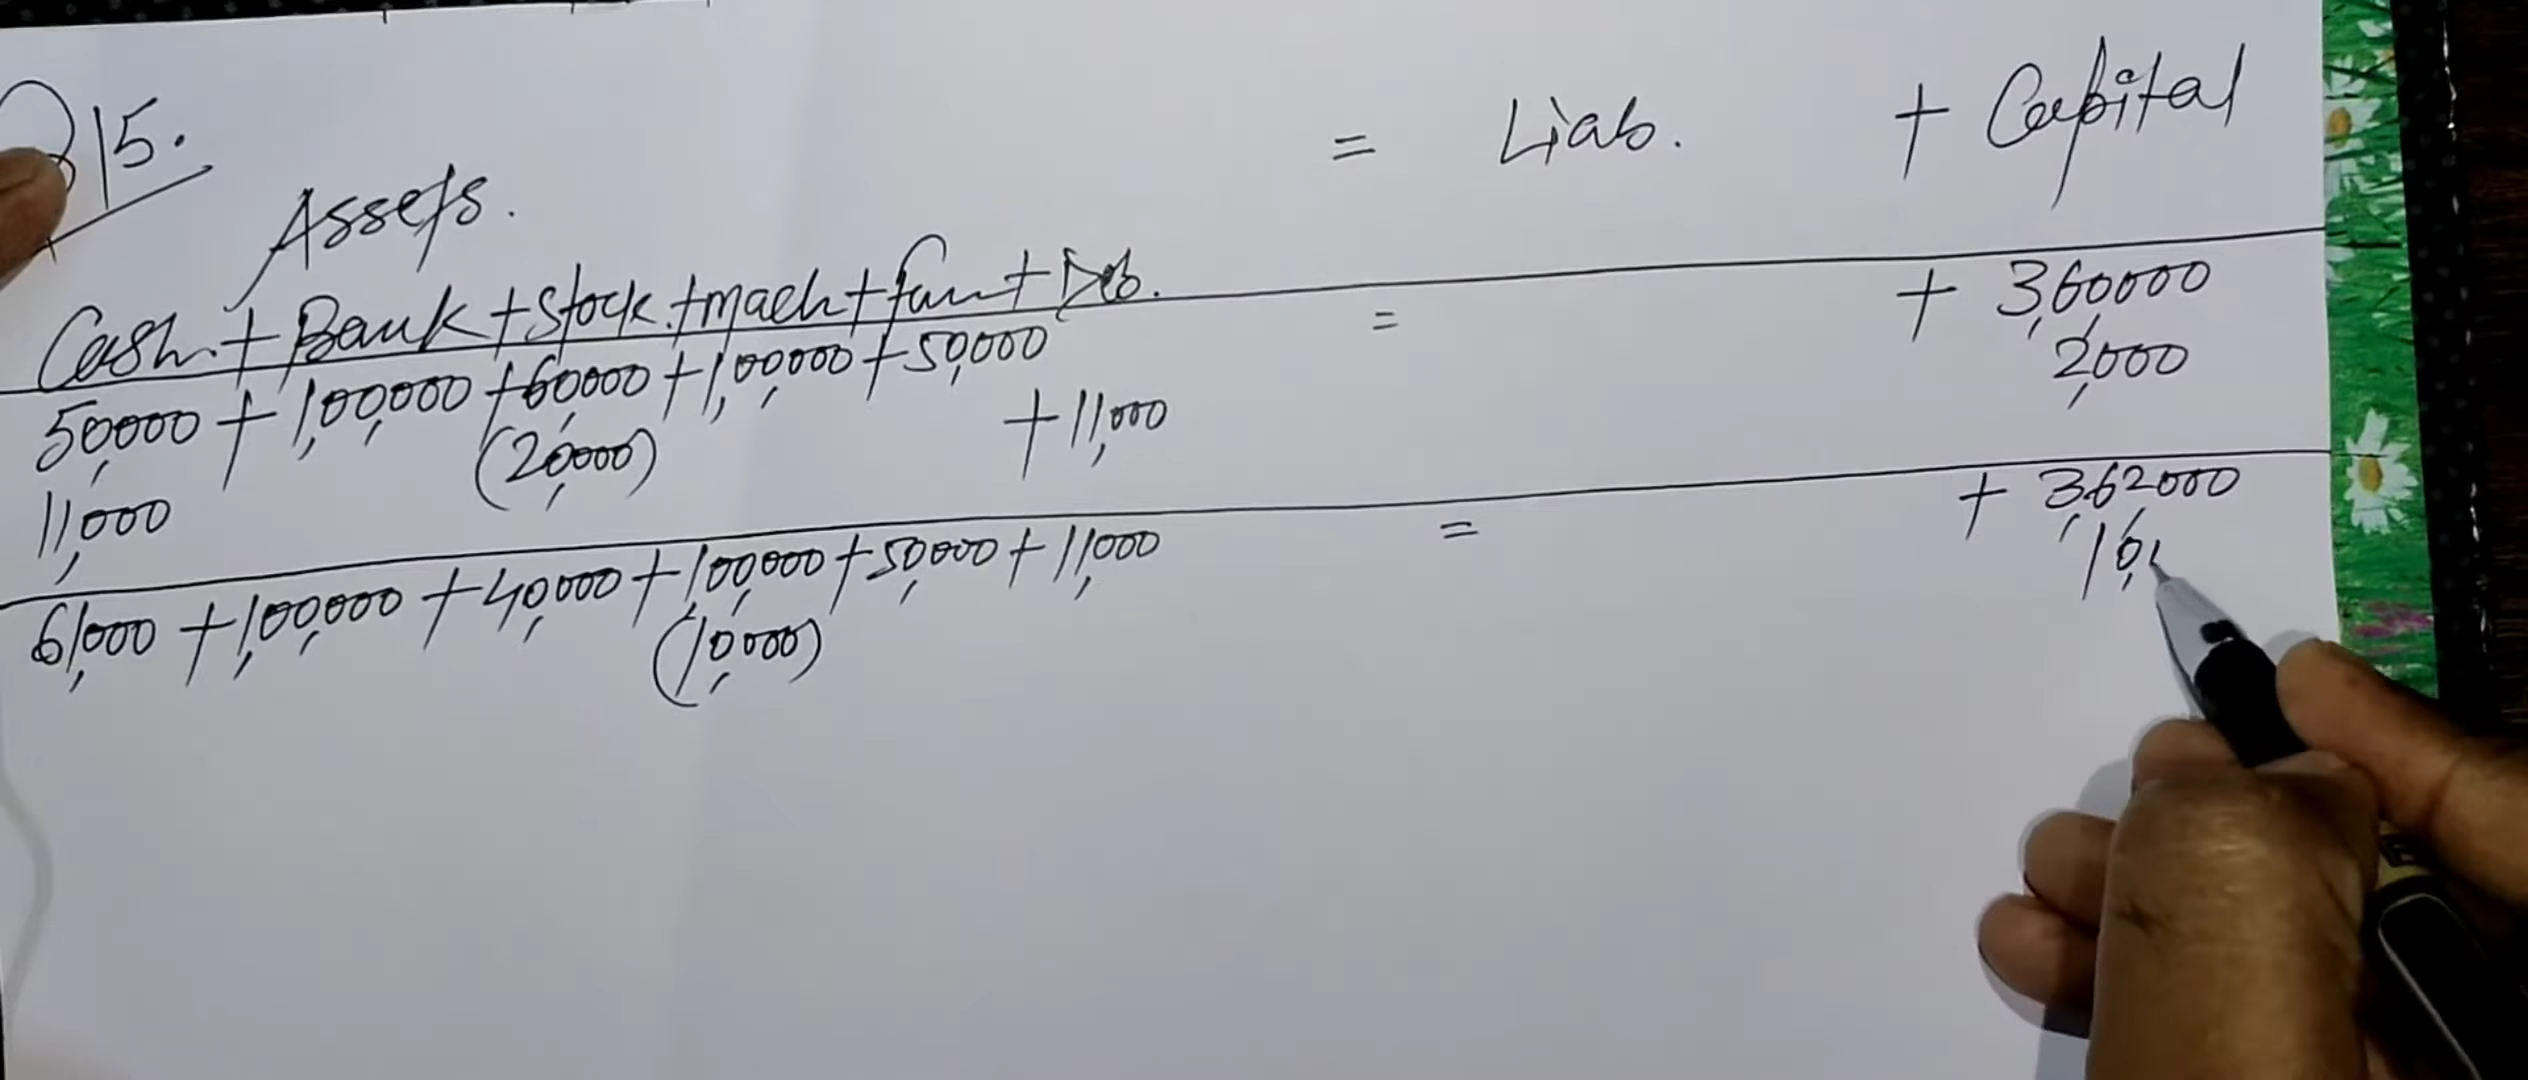 Q15.
Assets. = Liab. + Capital
Cash + Bank + Stock + mach + furn + Deb.
50,000 + 1,00,000 + 60,000 + 1,00,000 + 50,000 = + 3,60,000
11,000 (20,000) + 11,000 2,000
61,000 + 1,00,000 + 40,000 + 1,00,000 + 50,000 + 11,000 = + 3,62,000
(10,000) 10,